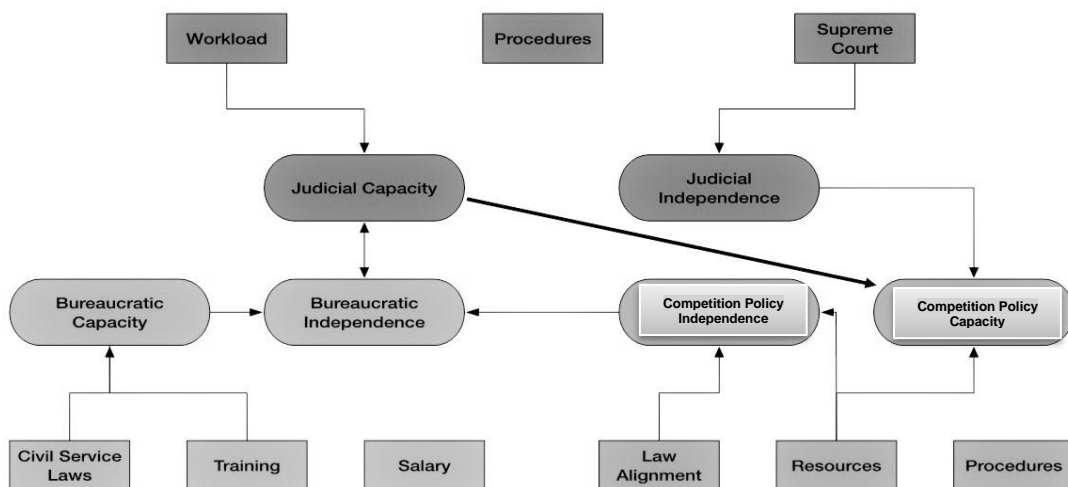 Workload
Procedures
Supreme
Court
Judicial Capacity
Judicial
Independence
Bureaucratic
Capacity
Bureaucratic
Independence
Competition Policy
Independence
Competition Policy
Capacity
Civil Service
Laws
Training
Salary
Law
Alignment
Resources
Procedures